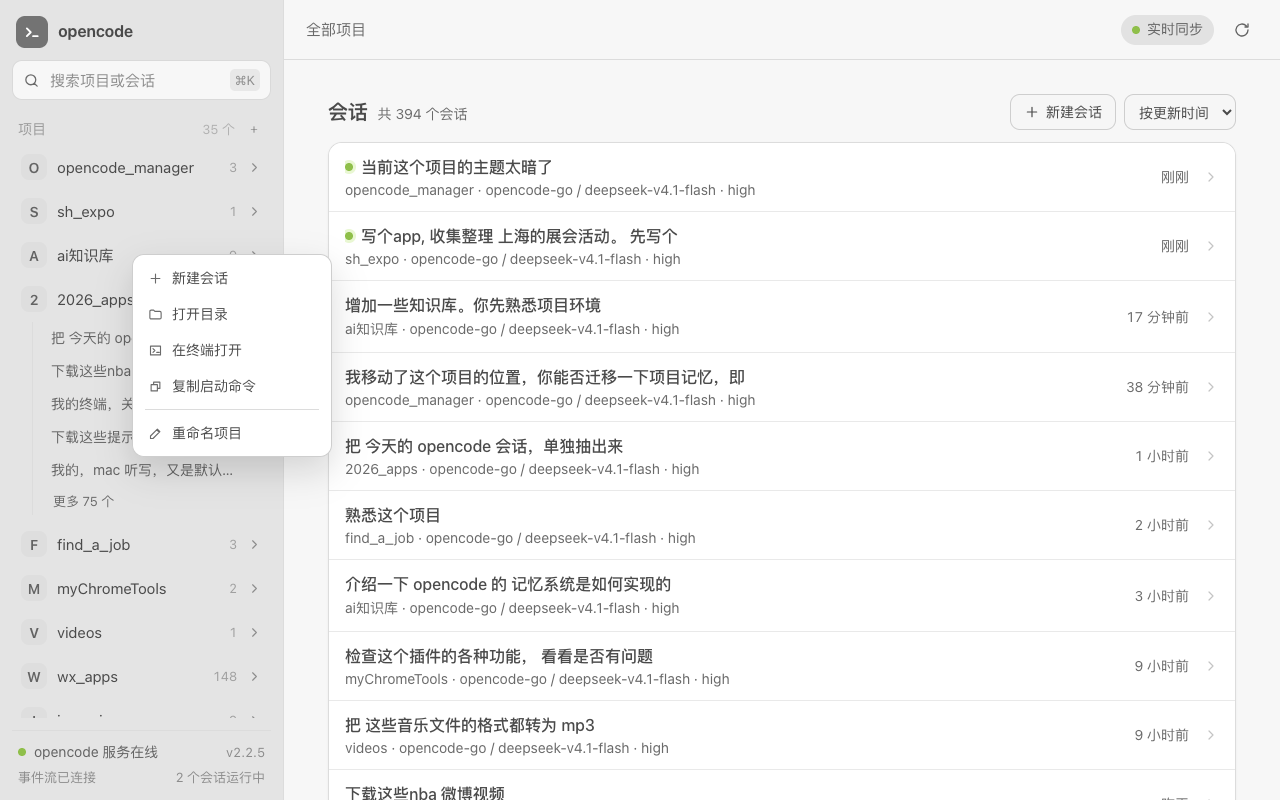 opencode
搜索项目或会话 ⌘K
项目 35 个 +
O opencode_manager 3
S sh_expo 1
A ai知识库
2 2026_apps
把 今天的 op
下载这些nba
我的终端，关
下载这些提示
我的，mac 听写，又是默认...
更多 75 个
F find_a_job 3
M myChromeTools 2
V videos 1
W wx_apps 148
opencode 服务在线 v2.2.5
事件流已连接 2 个会话运行中
新建会话
打开目录
在终端打开
复制启动命令
重命名项目
全部项目 实时同步
会话 共 394 个会话 新建会话 按更新时间
当前这个项目的主题太暗了
opencode_manager · opencode-go / deepseek-v4.1-flash · high 刚刚
写个app, 收集整理 上海的展会活动。 先写个
sh_expo · opencode-go / deepseek-v4.1-flash · high 刚刚
增加一些知识库。你先熟悉项目环境
ai知识库 · opencode-go / deepseek-v4.1-flash · high 17 分钟前
我移动了这个项目的位置，你能否迁移一下项目记忆，即
opencode_manager · opencode-go / deepseek-v4.1-flash · high 38 分钟前
把 今天的 opencode 会话，单独抽出来
2026_apps · opencode-go / deepseek-v4.1-flash · high 1 小时前
熟悉这个项目
find_a_job · opencode-go / deepseek-v4.1-flash · high 2 小时前
介绍一下 opencode 的 记忆系统是如何实现的
ai知识库 · opencode-go / deepseek-v4.1-flash · high 3 小时前
检查这个插件的各种功能， 看看是否有问题
myChromeTools · opencode-go / deepseek-v4.1-flash · high 9 小时前
把 这些音乐文件的格式都转为 mp3
videos · opencode-go / deepseek-v4.1-flash · high 9 小时前
下载这些nba 微博视频